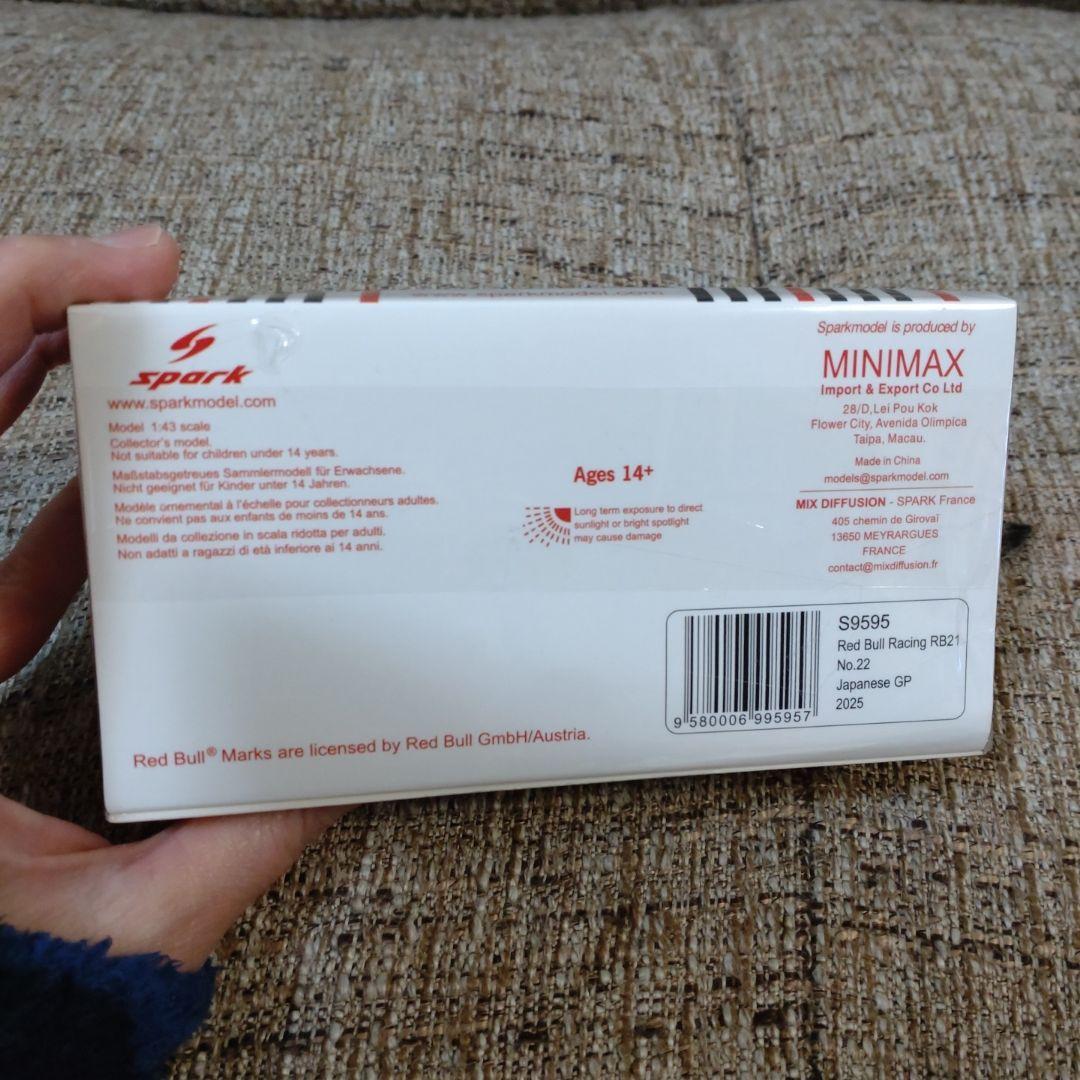 www.sparkmodel.com
spark
www.sparkmodel.com
Model 1:43 scale
Collector's model.
Not suitable for children under 14 years.
Maßstabsgetreues Sammlermodell für Erwachsene.
Nicht geeignet für Kinder unter 14 Jahren.
Modèle ornemental à l'échelle pour collectionneurs adultes.
Ne convient pas aux enfants de moins de 14 ans.
Modelli da collezione in scala ridotta per adulti.
Non adatti a ragazzi di età inferiore ai 14 anni.
Ages 14+
Long term exposure to direct
sunlight or bright spotlight
may cause damage
Sparkmodel is produced by
MINIMAX
Import & Export Co Ltd
28/D,Lei Pou Kok
Flower City, Avenida Olimpica
Taipa, Macau.
Made in China
models@sparkmodel.com
MIX DIFFUSION - SPARK France
405 chemin de Giroval
13650 MEYRARGUES
FRANCE
contact@mixdiffusion.fr
S9595
Red Bull Racing RB21
No.22
Japanese GP
2025
9 580006 995957
Red Bull® Marks are licensed by Red Bull GmbH/Austria.